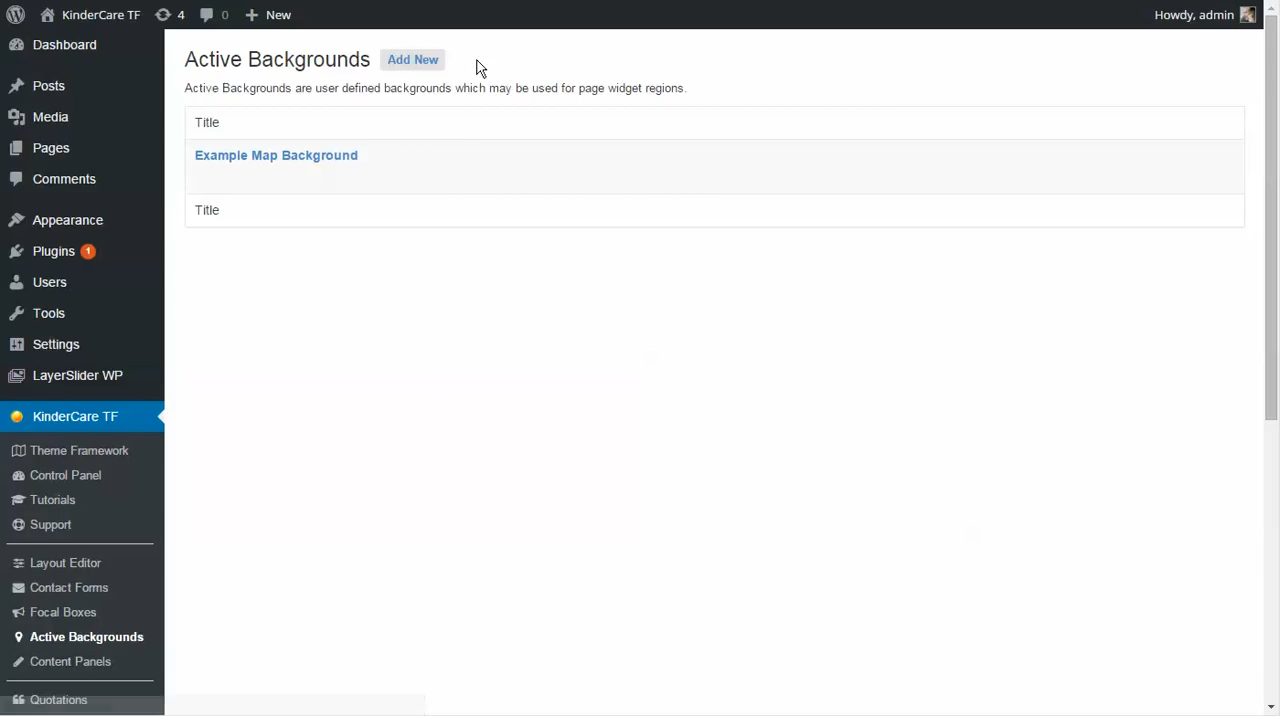 KinderCare TF 4 0 New Howdy, admin
Dashboard
Posts
Media
Pages
Comments
Appearance
Plugins 1
Users
Tools
Settings
LayerSlider WP
KinderCare TF
Theme Framework
Control Panel
Tutorials
Support
Layout Editor
Contact Forms
Focal Boxes
Active Backgrounds
Content Panels
Quotations
Active Backgrounds Add New
Active Backgrounds are user defined backgrounds which may be used for page widget regions.
Title
Example Map Background
Title